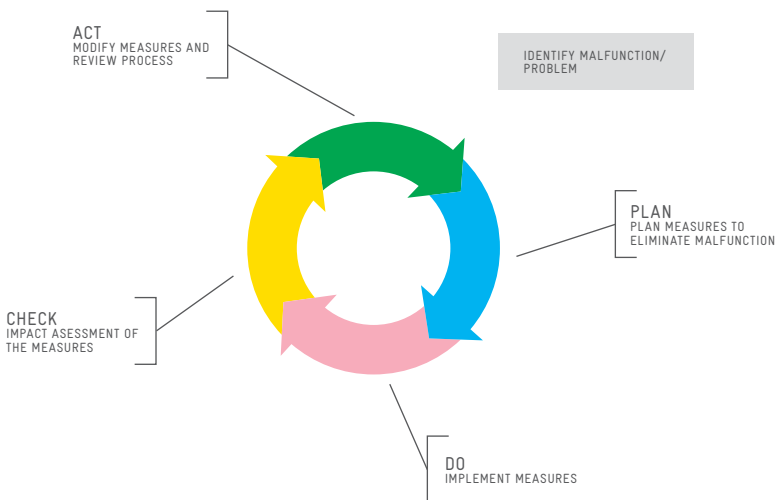 ACT
MODIFY MEASURES AND
REVIEW PROCESS
IDENTIFY MALFUNCTION/
PROBLEM
PLAN
PLAN MEASURES TO
ELIMINATE MALFUNCTION
CHECK
IMPACT ASESSMENT OF
THE MEASURES
DO
IMPLEMENT MEASURES